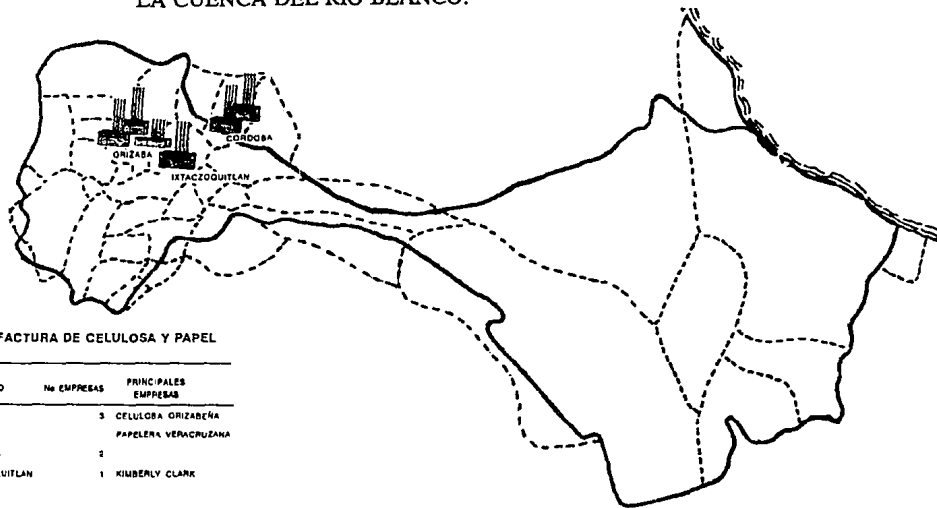 LA CUENCA DEL RIO BLANCO.
CORDOBA
ORIZABA
IXTACZOQUITLAN
FACTURA DE CELULOSA Y PAPEL
O No EMPRESAS PRINCIPALES
EMPRESAS
3 CELULOSA ORIZABEÑA
PAPELERA VERACRUZANA
2
UITLAN 1 KIMBERLY CLARK